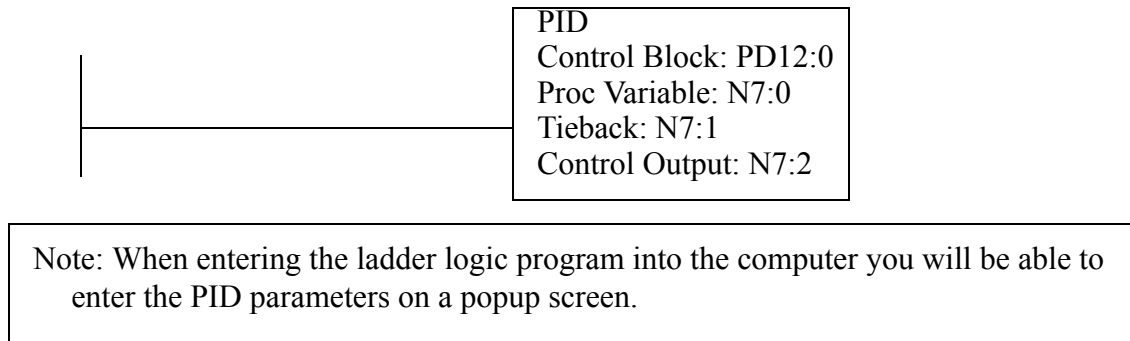 PID
Control Block: PD12:0
Proc Variable: N7:0
Tieback: N7:1
Control Output: N7:2
Note: When entering the ladder logic program into the computer you will be able to
enter the PID parameters on a popup screen.